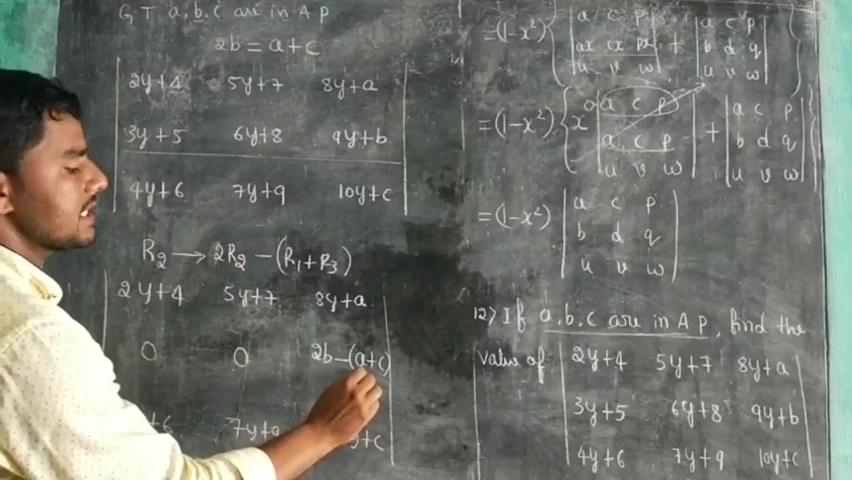 G, T a, b, c are in A P
2b = a+c
2y+4 5y+7 8y+a
3y+5 6y+8 9y+b
4y+6 7y+9 10y+c
R₂ → 2R₂ – (R₁+R₃)
2y+4 5y+7 8y+a
0 0 2b–(a+c)
+6 7y+9 y+c
=(1-x²) { | a c p | + | a c p |
| ax cx px | | b d q |
| u v w | | u v w | }
=(1-x²) { x | a c p | 0 + | a c p |
| a c p | | b d q |
| u v w | | u v w | }
=(1-x²) | a c p |
| b d q |
| u v w |
12> If a, b, c are in A P, find the
value of | 2y+4 5y+7 8y+a |
3y+5 6y+8 9y+b
4y+6 7y+9 10y+c